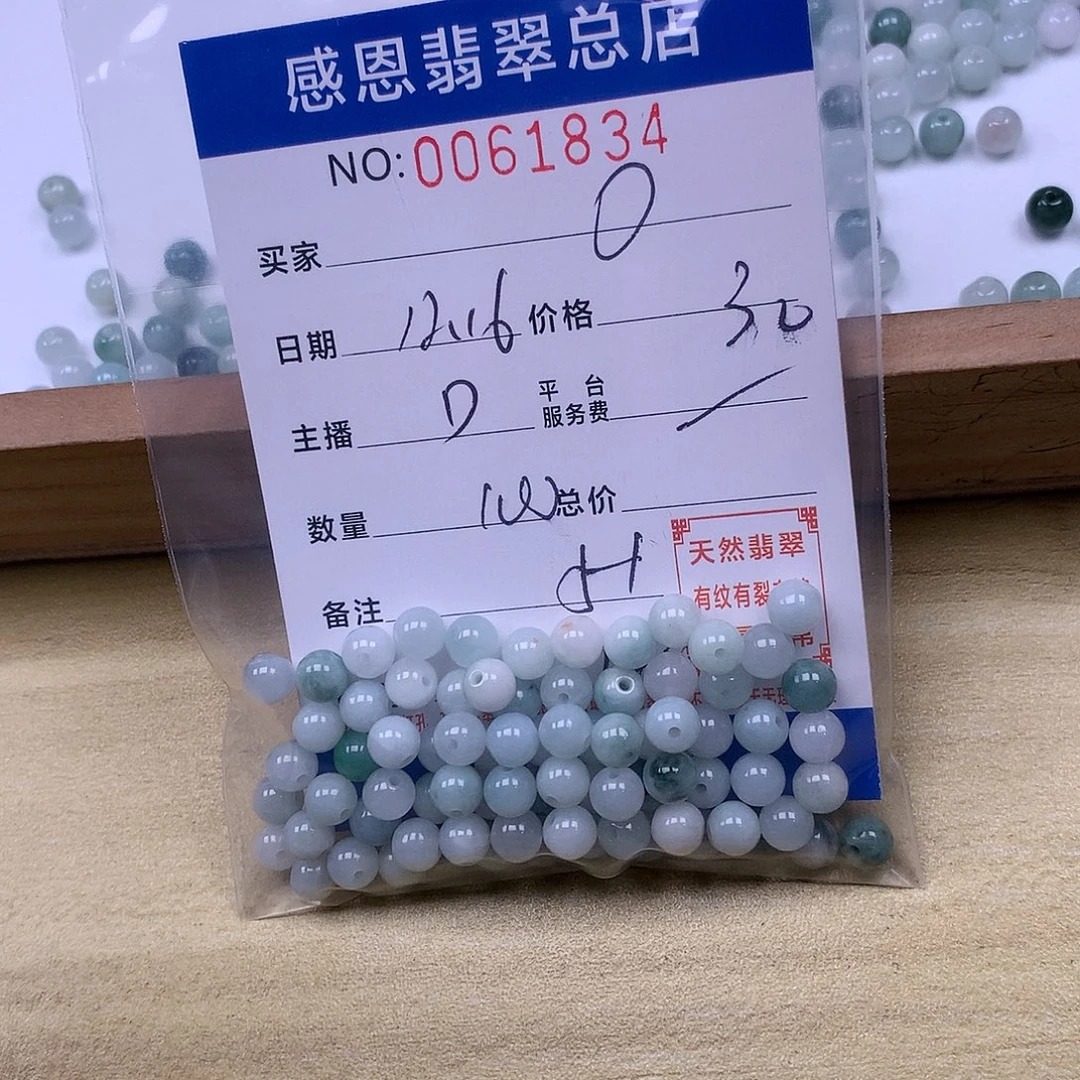 感恩翡翠总店
NO:0061834
买家 0
日期 12.16 价格 30
主播 D 平台服务费 /
数量 100 总价
备注
天然翡翠
有纹有裂